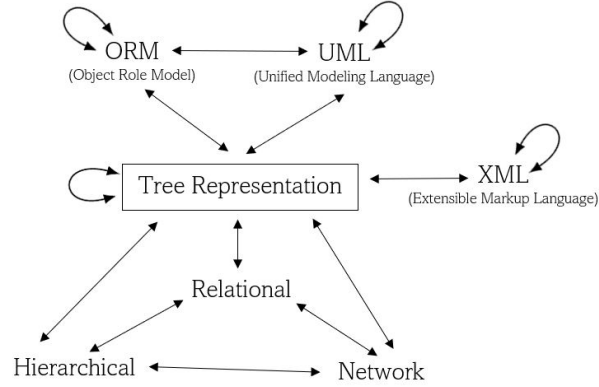 ORM
(Object Role Model)
UML
(Unified Modeling Language)
Tree Representation
XML
(Extensible Markup Language)
Relational
Hierarchical
Network